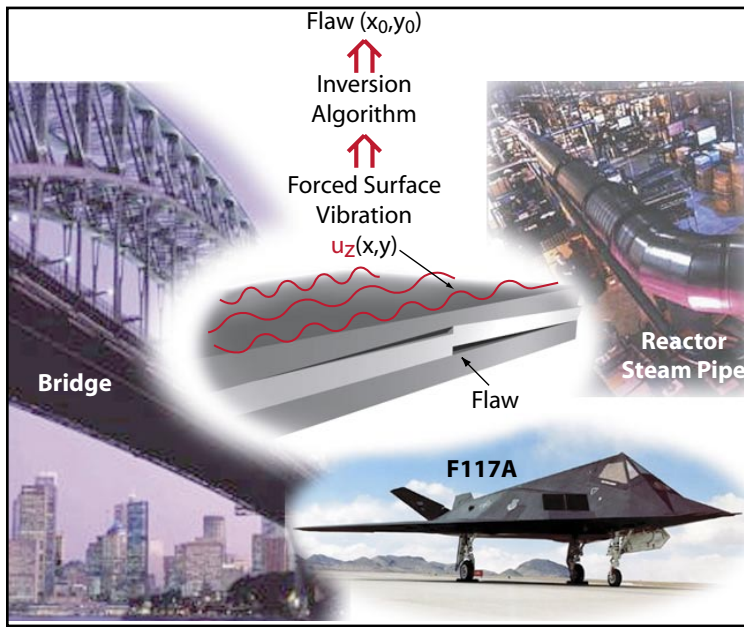 Flaw (x₀,y₀)
Inversion
Algorithm
Forced Surface
Vibration
uz(x,y)
Reactor
Steam Pipe
Bridge
Flaw
F117A